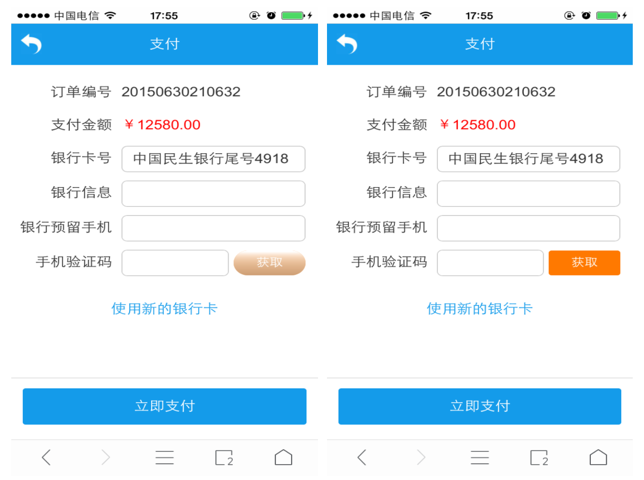 中国电信 17:55
支付
订单编号 20150630210632
支付金额 ￥12580.00
银行卡号 中国民生银行尾号4918
银行信息
银行预留手机
手机验证码 获取
使用新的银行卡
立即支付
2
中国电信 17:55
支付
订单编号 20150630210632
支付金额 ￥12580.00
银行卡号 中国民生银行尾号4918
银行信息
银行预留手机
手机验证码 获取
使用新的银行卡
立即支付
2